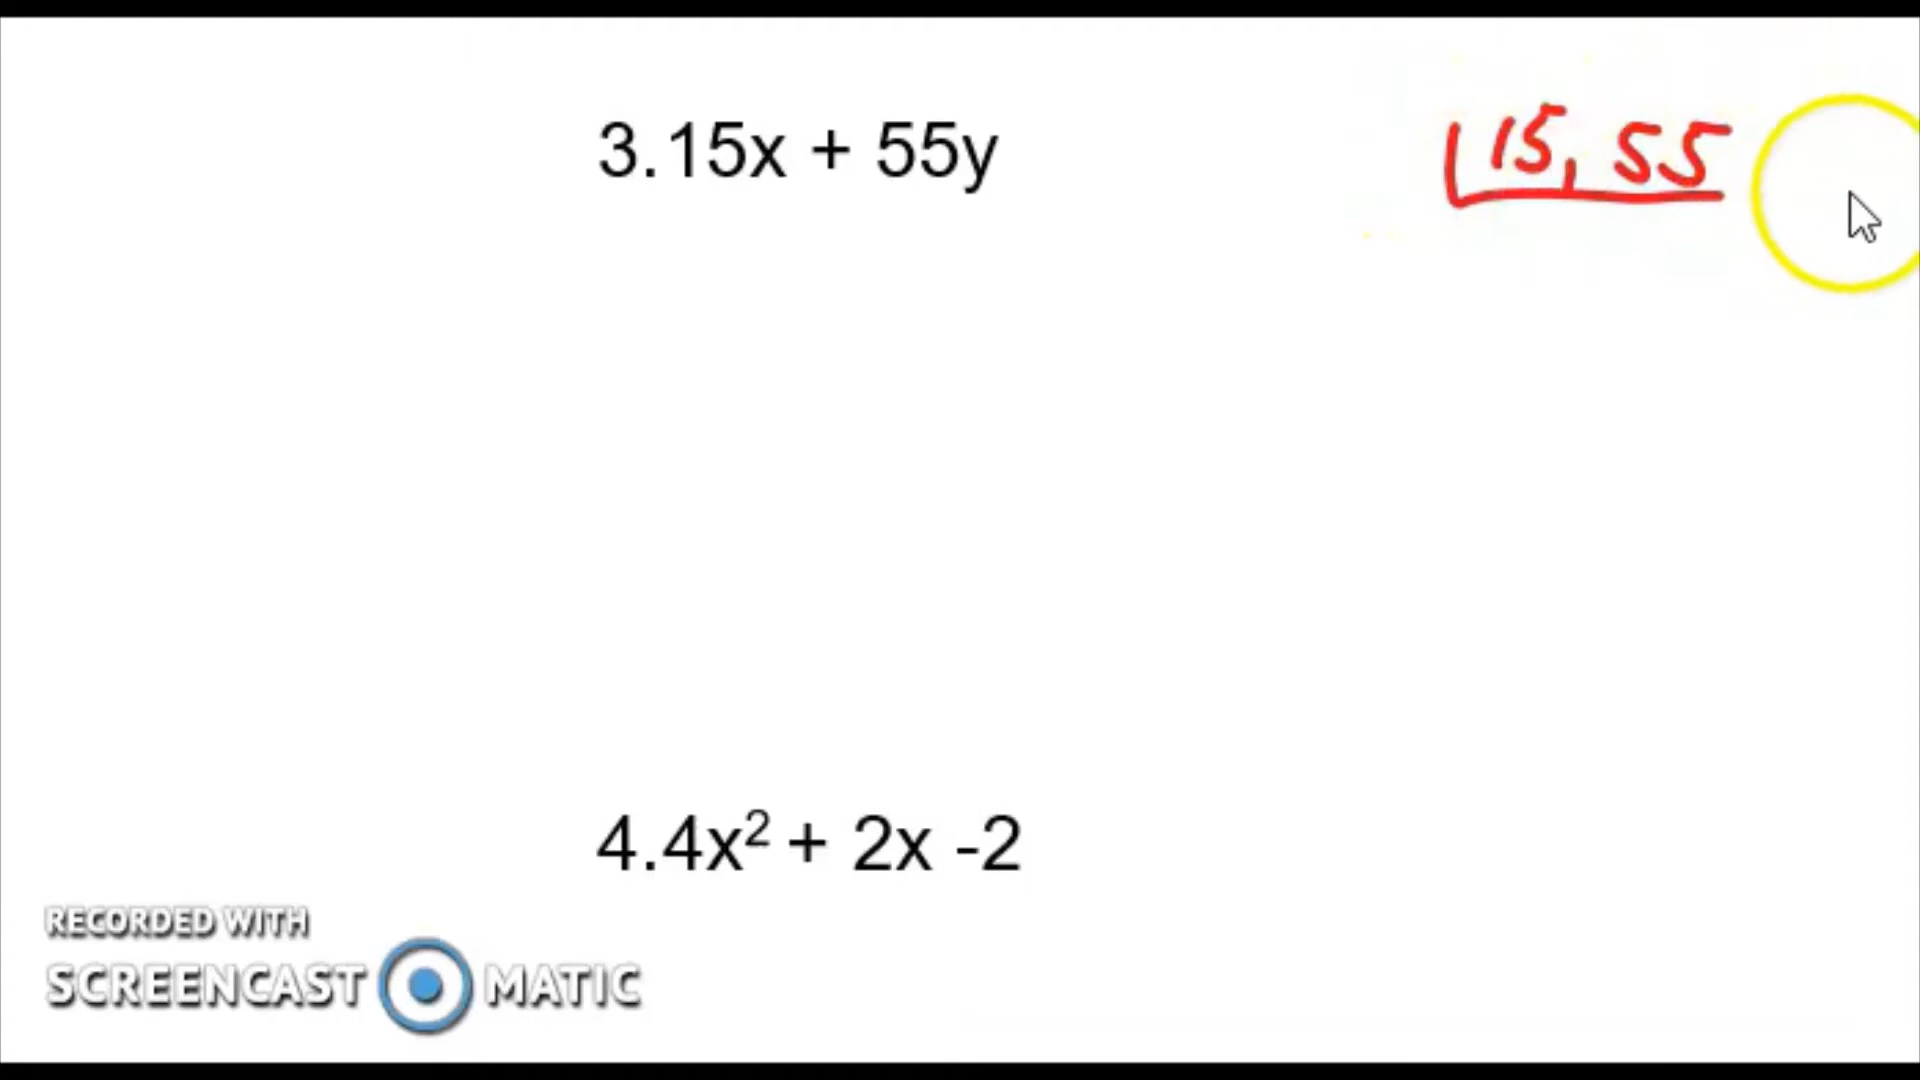 3. 15x + 55y
15, 55
4. 4x² + 2x -2
RECORDED WITH
SCREENCAST MATIC